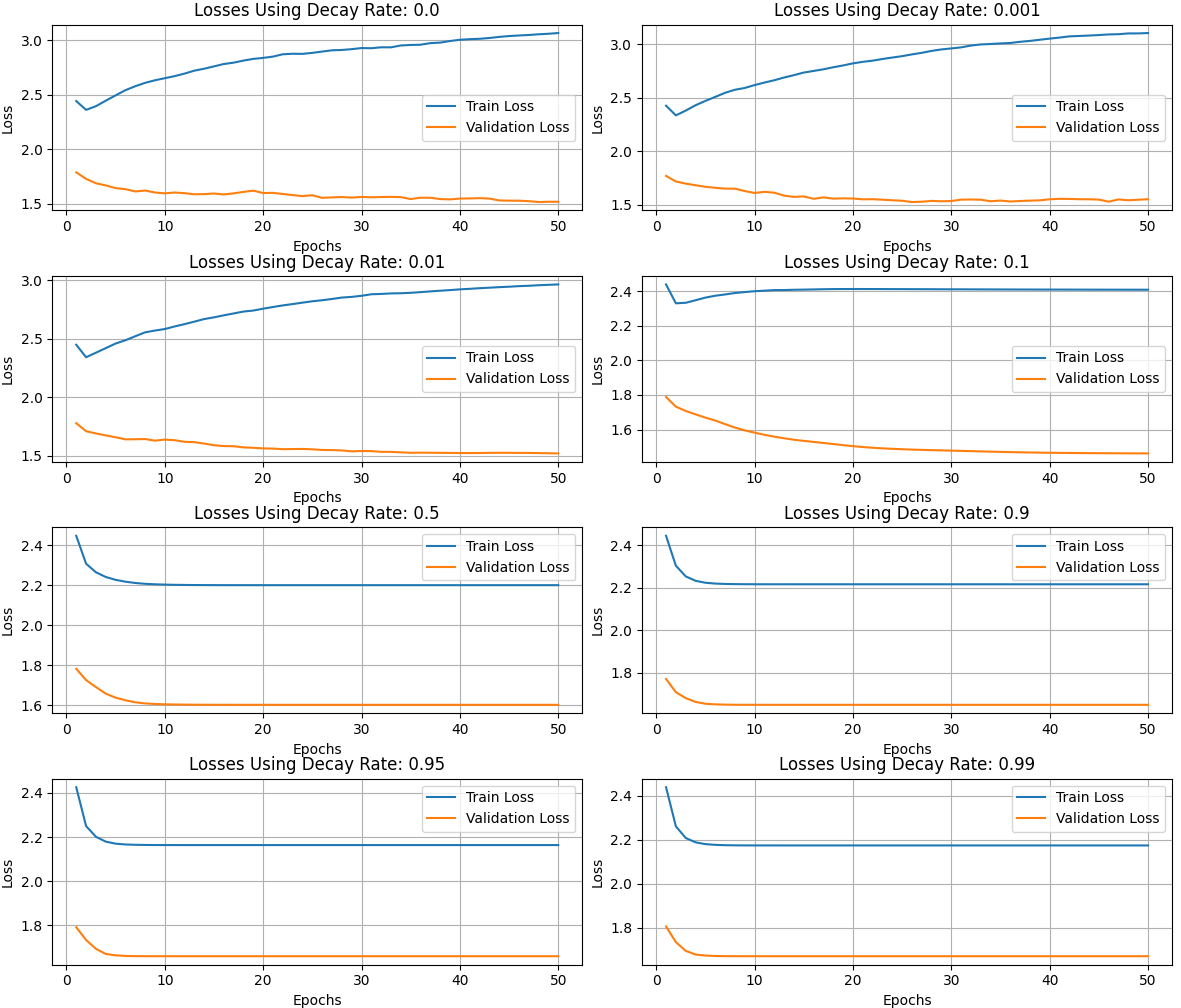 Losses Using Decay Rate: 0.0
3.0
2.5
2.0
1.5
Loss
Train Loss
Validation Loss
0 10 20 30 40 50
Epochs
Losses Using Decay Rate: 0.001
3.0
2.5
2.0
1.5
Loss
Train Loss
Validation Loss
0 10 20 30 40 50
Epochs
Losses Using Decay Rate: 0.01
3.0
2.5
2.0
1.5
Loss
Train Loss
Validation Loss
0 10 20 30 40 50
Epochs
Losses Using Decay Rate: 0.1
2.4
2.2
2.0
1.8
1.6
Loss
Train Loss
Validation Loss
0 10 20 30 40 50
Epochs
Losses Using Decay Rate: 0.5
2.4
2.2
2.0
1.8
1.6
Loss
Train Loss
Validation Loss
0 10 20 30 40 50
Epochs
Losses Using Decay Rate: 0.9
2.4
2.2
2.0
1.8
Loss
Train Loss
Validation Loss
0 10 20 30 40 50
Epochs
Losses Using Decay Rate: 0.95
2.4
2.2
2.0
1.8
Loss
Train Loss
Validation Loss
0 10 20 30 40 50
Epochs
Losses Using Decay Rate: 0.99
2.4
2.2
2.0
1.8
Loss
Train Loss
Validation Loss
0 10 20 30 40 50
Epochs